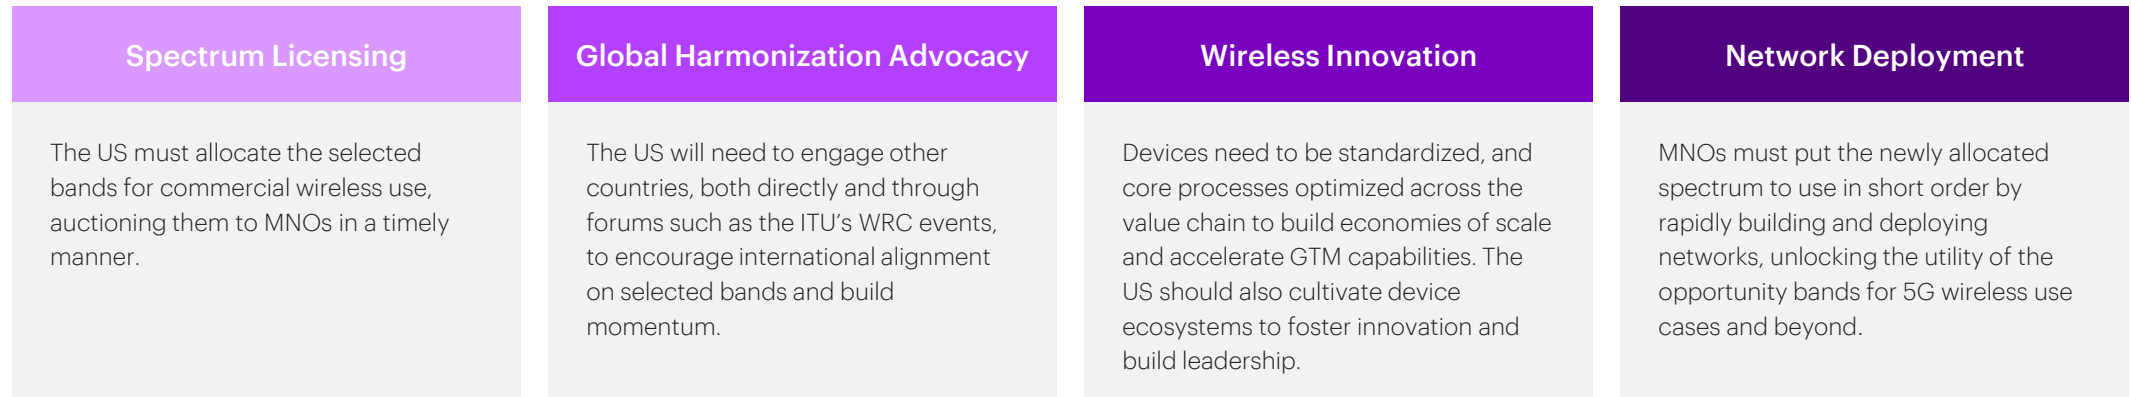 Spectrum Licensing
The US must allocate the selected
bands for commercial wireless use,
auctioning them to MNOs in a timely
manner.
Global Harmonization Advocacy
The US will need to engage other
countries, both directly and through
forums such as the ITU’s WRC events,
to encourage international alignment
on selected bands and build
momentum.
Wireless Innovation
Devices need to be standardized, and
core processes optimized across the
value chain to build economies of scale
and accelerate GTM capabilities. The
US should also cultivate device
ecosystems to foster innovation and
build leadership.
Network Deployment
MNOs must put the newly allocated
spectrum to use in short order by
rapidly building and deploying
networks, unlocking the utility of the
opportunity bands for 5G wireless use
cases and beyond.